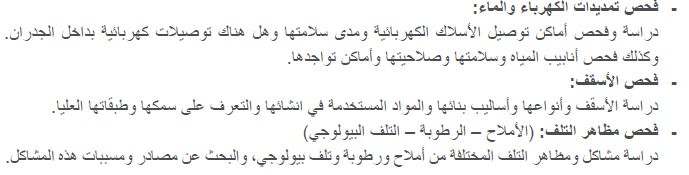 - فحص تمديدات الكهرباء والماء:
دراسة وفحص أماكن توصيل الأسلاك الكهربائية ومدى سلامتها وهل هناك توصيلات كهربائية بداخل الجدران.
وكذلك فحص أنابيب المياه وسلامتها وصلاحيتها وأماكن تواجدها.
- فحص الأسقف:
دراسة الأسقف وأنواعها وأساليب بنائها والمواد المستخدمة في انشائها والتعرف على سمكها وطبقاتها العليا.
- فحص مظاهر التلف: (الأملاح – الرطوبة – التلف البيولوجي)
دراسة مشاكل ومظاهر التلف المختلفة من أملاح ورطوبة وتلف بيولوجي، والبحث عن مصادر ومسببات هذه المشاكل.